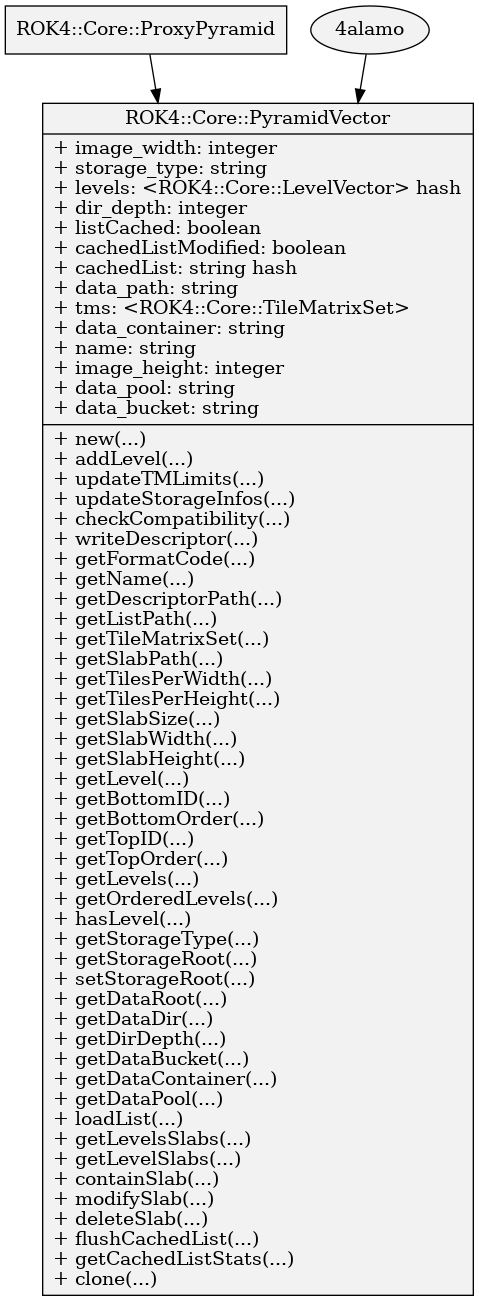 ROK4::Core::ProxyPyramid
4alamo
ROK4::Core::PyramidVector
+ image_width: integer
+ storage_type: string
+ levels: <ROK4::Core::LevelVector> hash
+ dir_depth: integer
+ listCached: boolean
+ cachedListModified: boolean
+ cachedList: string hash
+ data_path: string
+ tms: <ROK4::Core::TileMatrixSet>
+ data_container: string
+ name: string
+ image_height: integer
+ data_pool: string
+ data_bucket: string
+ new(...)
+ addLevel(...)
+ updateTMLimits(...)
+ updateStorageInfos(...)
+ checkCompatibility(...)
+ writeDescriptor(...)
+ getFormatCode(...)
+ getName(...)
+ getDescriptorPath(...)
+ getListPath(...)
+ getTileMatrixSet(...)
+ getSlabPath(...)
+ getTilesPerWidth(...)
+ getTilesPerHeight(...)
+ getSlabSize(...)
+ getSlabWidth(...)
+ getSlabHeight(...)
+ getLevel(...)
+ getBottomID(...)
+ getBottomOrder(...)
+ getTopID(...)
+ getTopOrder(...)
+ getLevels(...)
+ getOrderedLevels(...)
+ hasLevel(...)
+ getStorageType(...)
+ getStorageRoot(...)
+ setStorageRoot(...)
+ getDataRoot(...)
+ getDataDir(...)
+ getDirDepth(...)
+ getDataBucket(...)
+ getDataContainer(...)
+ getDataPool(...)
+ loadList(...)
+ getLevelsSlabs(...)
+ getLevelSlabs(...)
+ containSlab(...)
+ modifySlab(...)
+ deleteSlab(...)
+ flushCachedList(...)
+ getCachedListStats(...)
+ clone(...)